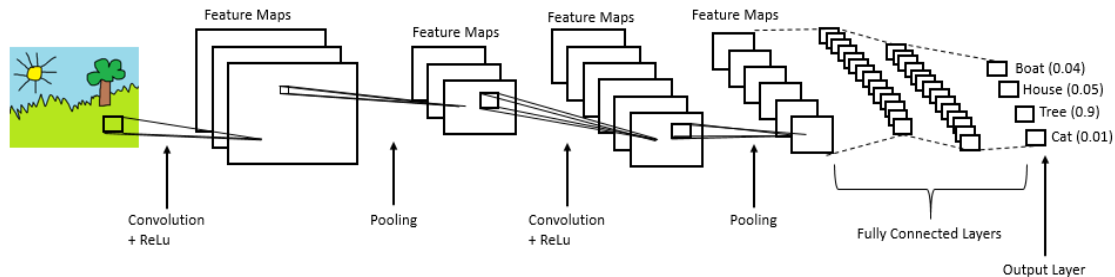 Feature Maps
Feature Maps
Feature Maps
Feature Maps
Boat (0.04)
House (0.05)
Tree (0.9)
Cat (0.01)
Convolution
+ ReLu
Pooling
Convolution
+ ReLu
Pooling
Fully Connected Layers
Output Layer